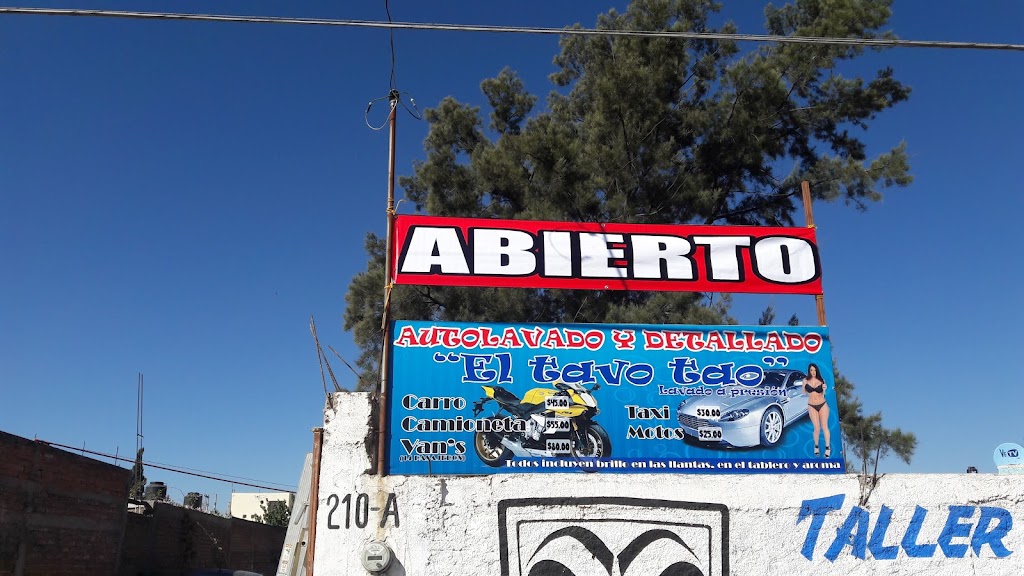 ABIERTO
AUTOLAVADO Y DETALLADO
"El tavo tao"
Lavado a presión
Carro $45.00
Camioneta $55.00
Van's $60.00
Taxi $30.00
Motos $25.00
Todos incluyen brillo en las llantas, en el tablero y aroma
210-A
TALLER